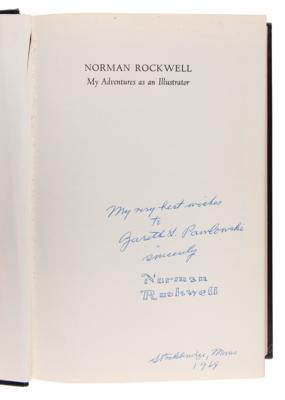 NORMAN ROCKWELL
My Adventures as an Illustrator
My very best wishes
to
Gareth L. Pawlowski
sincerely
Norman
Rockwell
Stockbridge, Mass
1969